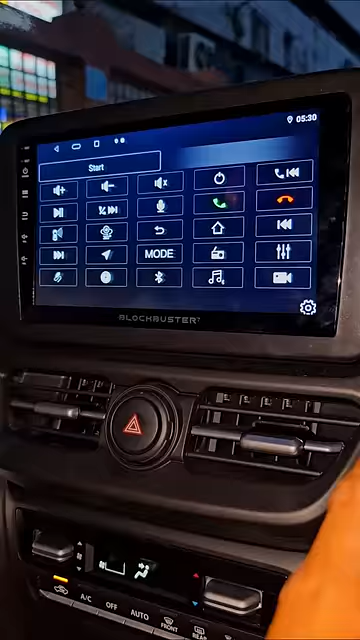 05:30
Start
MODE
BLOCKBUSTER
A/C
OFF
AUTO
FRONT
REAR